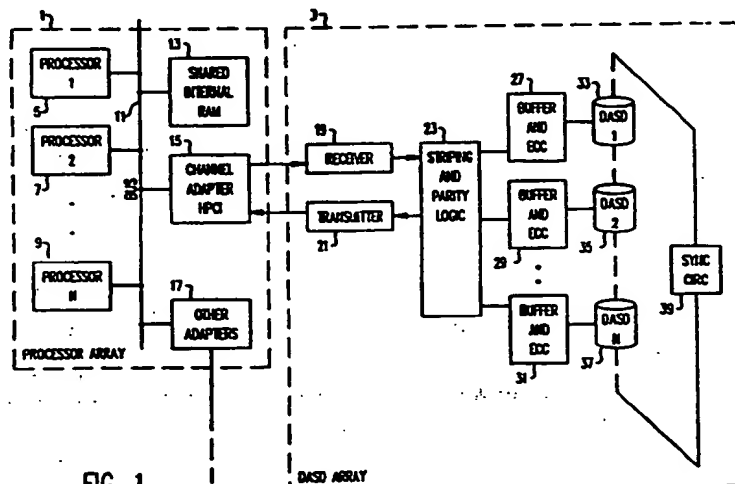 1
PROCESSOR
1
5
PROCESSOR
2
7
PROCESSOR
N
9
11
BUS
13
SHARED
INTERNAL
RAM
15
CHANNEL
ADAPTER
HPCI
17
OTHER
ADAPTERS
PROCESSOR ARRAY
3
19
RECEIVER
TRANSMITTER
21
23
STRIPING
AND
PARITY
LOGIC
27
BUFFER
AND
ECC
BUFFER
AND
ECC
29
BUFFER
AND
ECC
31
33
DASD
1
DASD
2
35
DASD
N
37
SYNC
CIRC
39
FIG. 1
DASD ARRAY